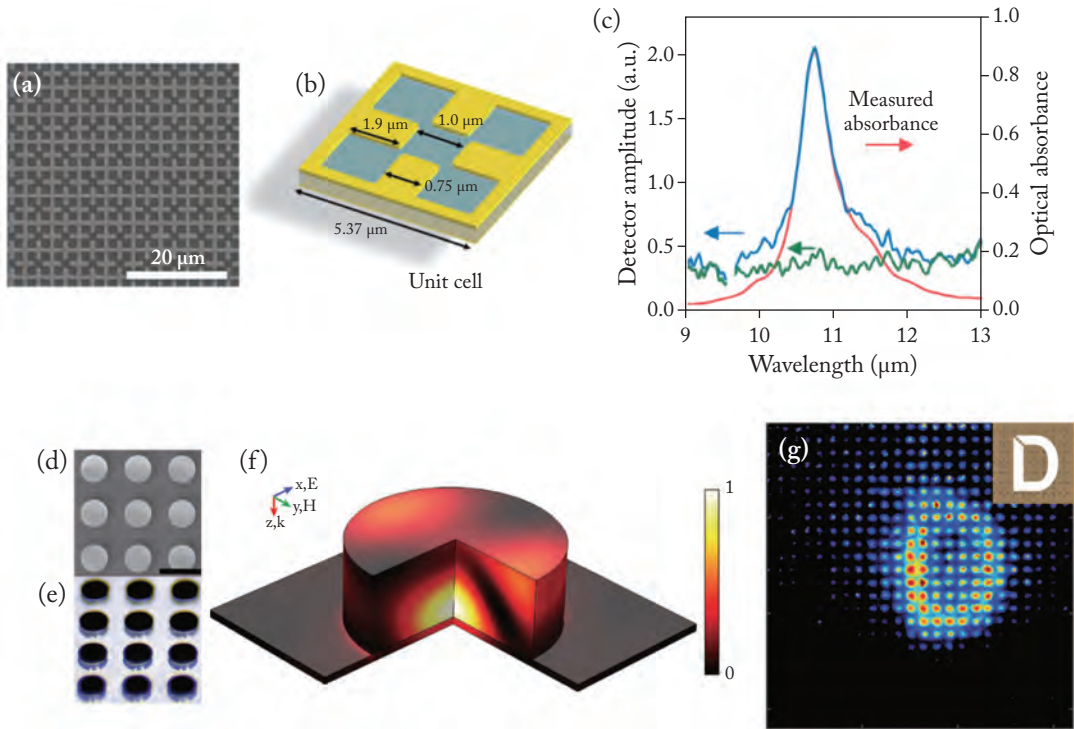 (a)
20 μm
(b)
1.9 μm
1.0 μm
0.75 μm
5.37 μm
Unit cell
(c)
Detector amplitude (a.u.)
2.0
1.5
1.0
0.5
0.0
Measured
absorbance
1.0
0.8
0.6
0.4
0.2
0.0
Optical absorbance
9
10
11
12
13
Wavelength (μm)
(d)
(e)
(f)
x,E
y,H
z,k
1
0
(g)
D